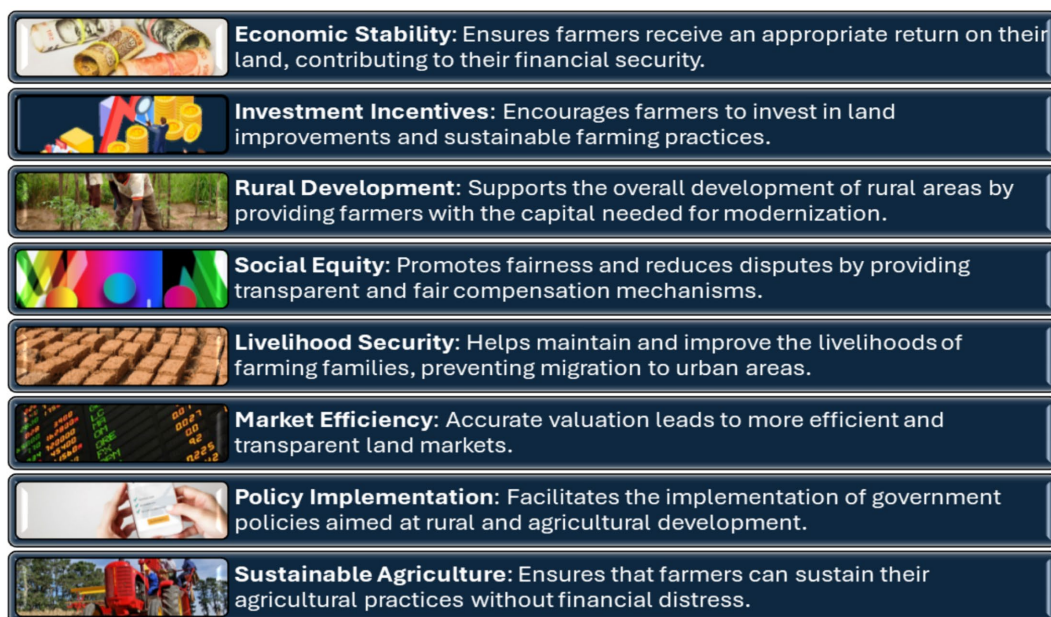 Economic Stability: Ensures farmers receive an appropriate return on their
land, contributing to their financial security.
Investment Incentives: Encourages farmers to invest in land
improvements and sustainable farming practices.
Rural Development: Supports the overall development of rural areas by
providing farmers with the capital needed for modernization.
Social Equity: Promotes fairness and reduces disputes by providing
transparent and fair compensation mechanisms.
Livelihood Security: Helps maintain and improve the livelihoods of
farming families, preventing migration to urban areas.
Market Efficiency: Accurate valuation leads to more efficient and
transparent land markets.
Policy Implementation: Facilitates the implementation of government
policies aimed at rural and agricultural development.
Sustainable Agriculture: Ensures that farmers can sustain their
agricultural practices without financial distress.